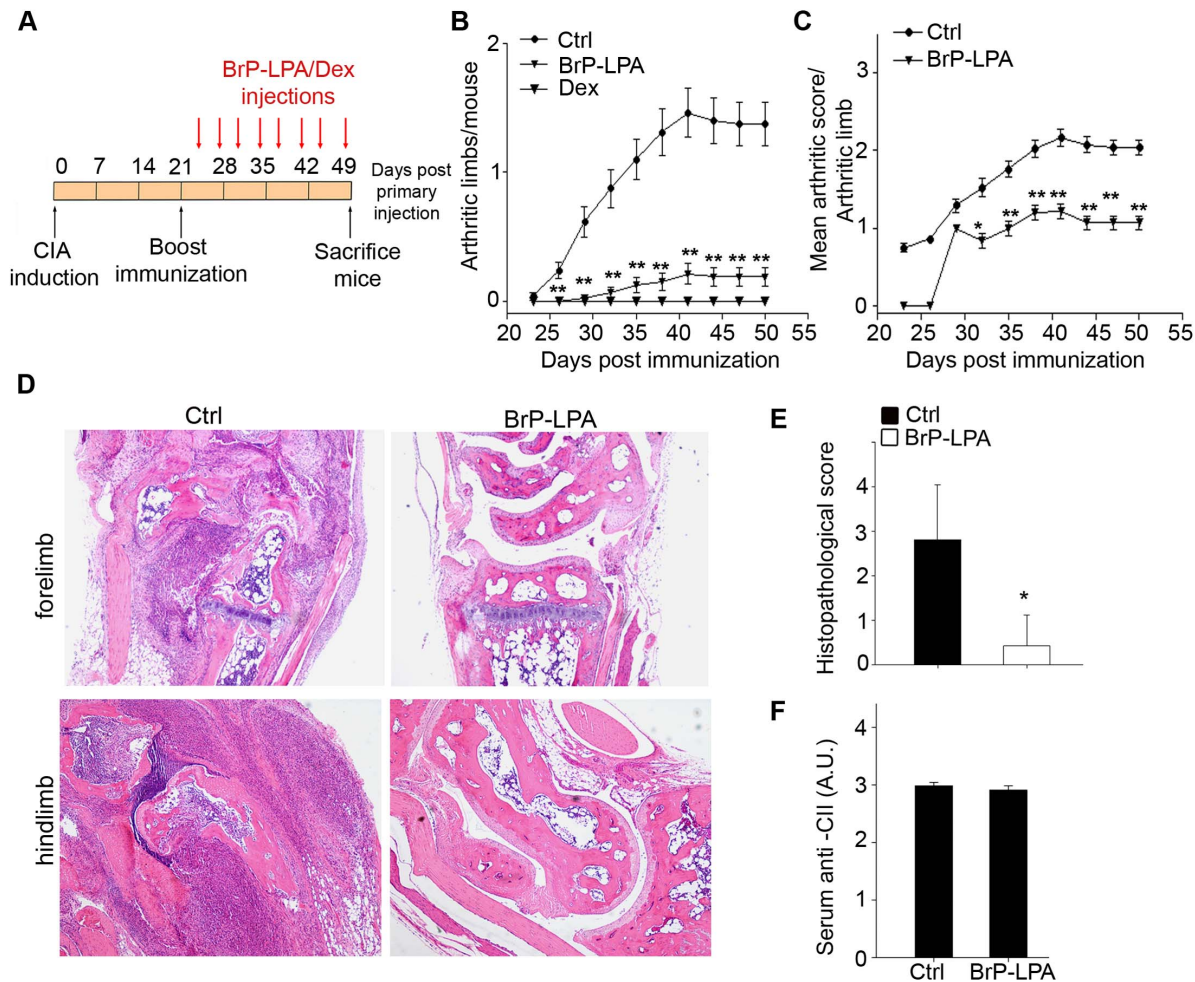 A
BrP-LPA/Dex
injections
0 7 14 21 28 35 42 49
Days post
primary
injection
CIA
induction
Boost
immunization
Sacrifice
mice
B
Ctrl
BrP-LPA
Dex
Arthritic limbs/mouse
2
1
0
** ** ** ** ** ** ** ** **
20 25 30 35 40 45 50 55
Days post immunization
C
Ctrl
BrP-LPA
Mean arthritic score/
Arthritic limb
3
2
1
0
* ** ** ** ** ** **
20 25 30 35 40 45 50 55
Days post immunization
D
Ctrl
BrP-LPA
forelimb
hindlimb
E
Ctrl
BrP-LPA
Histopathological score
4
3
2
1
0
*
F
Serum anti -CII (A.U.)
4
3
2
1
0
Ctrl BrP-LPA